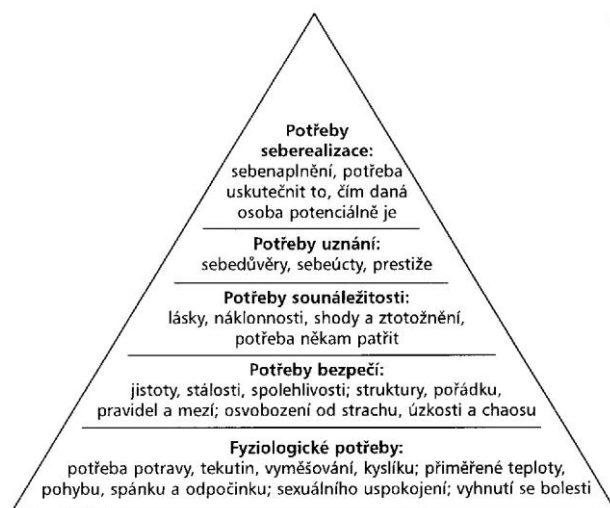 Potřeby
seberealizace:
sebenaplnění, potřeba
uskutečnit to, čím daná
osoba potenciálně je
Potřeby uznání:
sebedůvěry, sebeúcty, prestiže
Potřeby sounáležitosti:
lásky, náklonnosti, shody a ztotožnění,
potřeba někam patřit
Potřeby bezpečí:
jistoty, stálosti, spolehlivosti; struktury, pořádku,
pravidel a mezí; osvobození od strachu, úzkosti a chaosu
Fyziologické potřeby:
potřeba potravy, tekutin, vyměšování, kyslíku; přiměřené teploty,
pohybu, spánku a odpočinku; sexuálního uspokojení; vyhnutí se bolesti